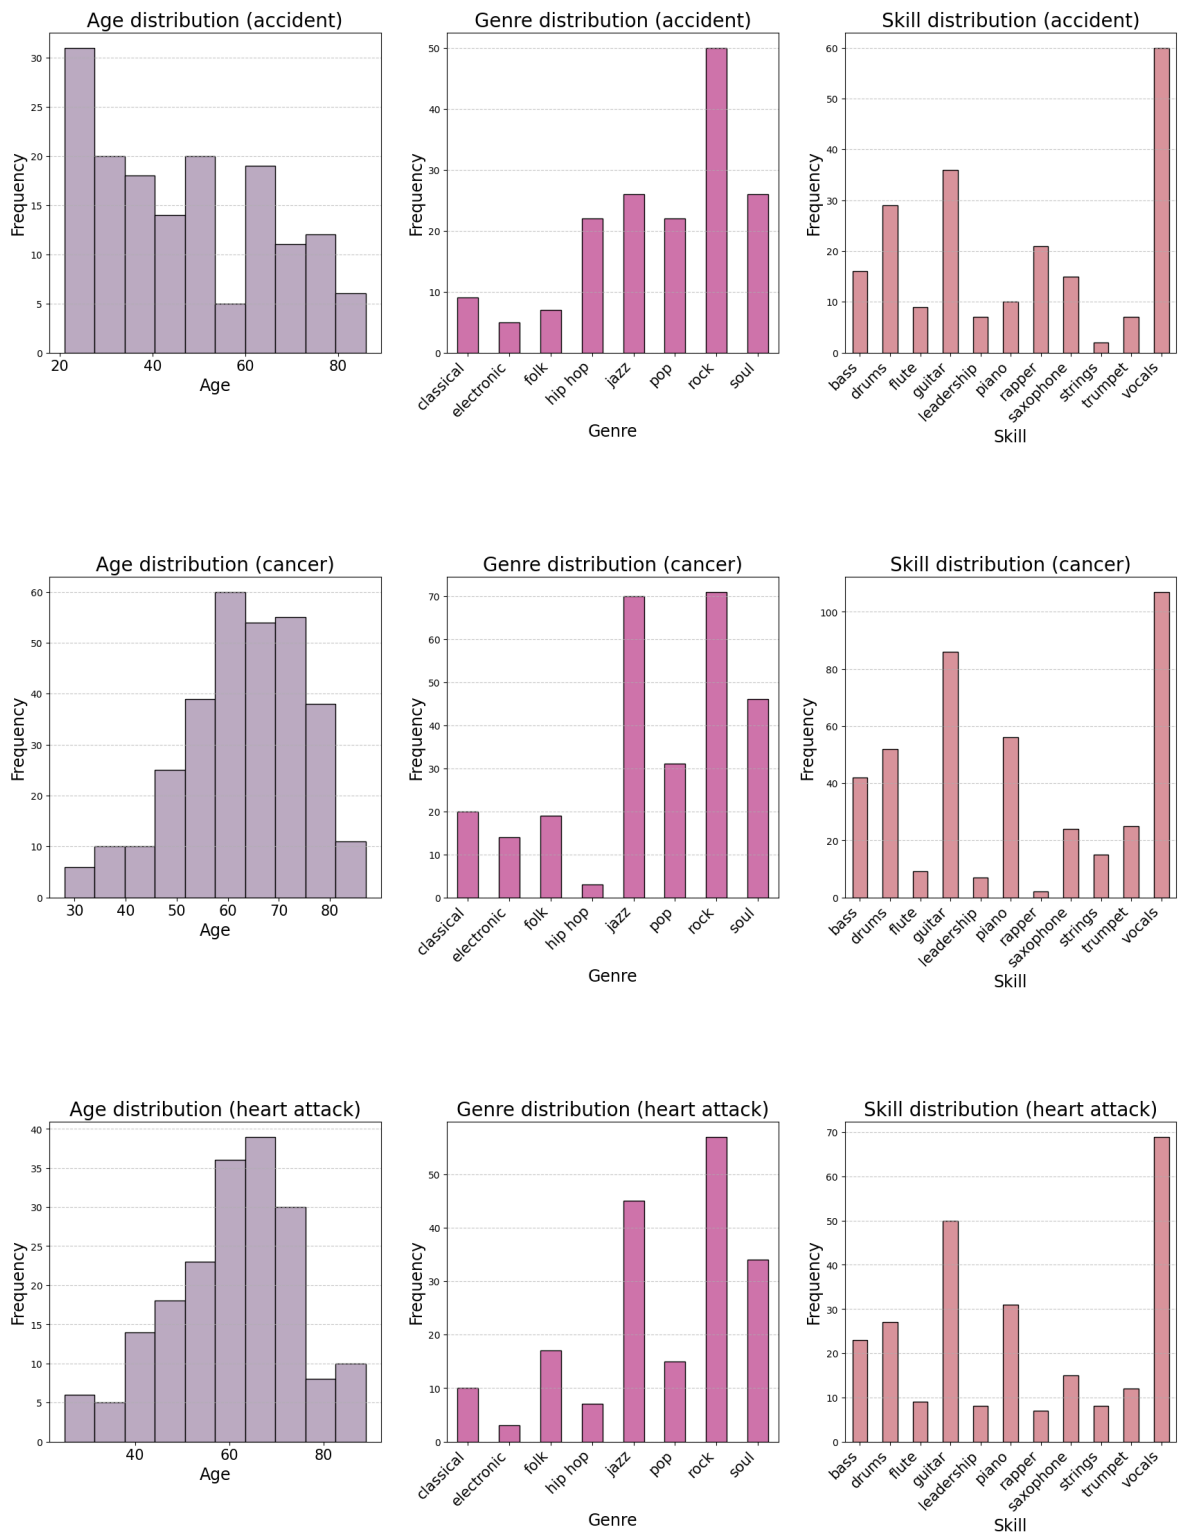 Age distribution (accident)
Genre distribution (accident)
Skill distribution (accident)
Frequency
0
5
10
15
20
25
30
20
40
60
80
Age
Frequency
0
10
20
30
40
50
classical
electronic
folk
hip hop
jazz
pop
rock
soul
Genre
Frequency
0
10
20
30
40
50
60
bass
drums
flute
guitar
leadership
piano
rapper
saxophone
strings
trumpet
vocals
Skill
Age distribution (cancer)
Genre distribution (cancer)
Skill distribution (cancer)
Frequency
0
10
20
30
40
50
60
30
40
50
60
70
80
Age
Frequency
0
10
20
30
40
50
60
70
classical
electronic
folk
hip hop
jazz
pop
rock
soul
Genre
Frequency
0
20
40
60
80
100
bass
drums
flute
guitar
leadership
piano
rapper
saxophone
strings
trumpet
vocals
Skill
Age distribution (heart attack)
Genre distribution (heart attack)
Skill distribution (heart attack)
Frequency
0
5
10
15
20
25
30
35
40
40
60
80
Age
Frequency
0
10
20
30
40
50
classical
electronic
folk
hip hop
jazz
pop
rock
soul
Genre
Frequency
0
10
20
30
40
50
60
70
bass
drums
flute
guitar
leadership
piano
rapper
saxophone
strings
trumpet
vocals
Skill